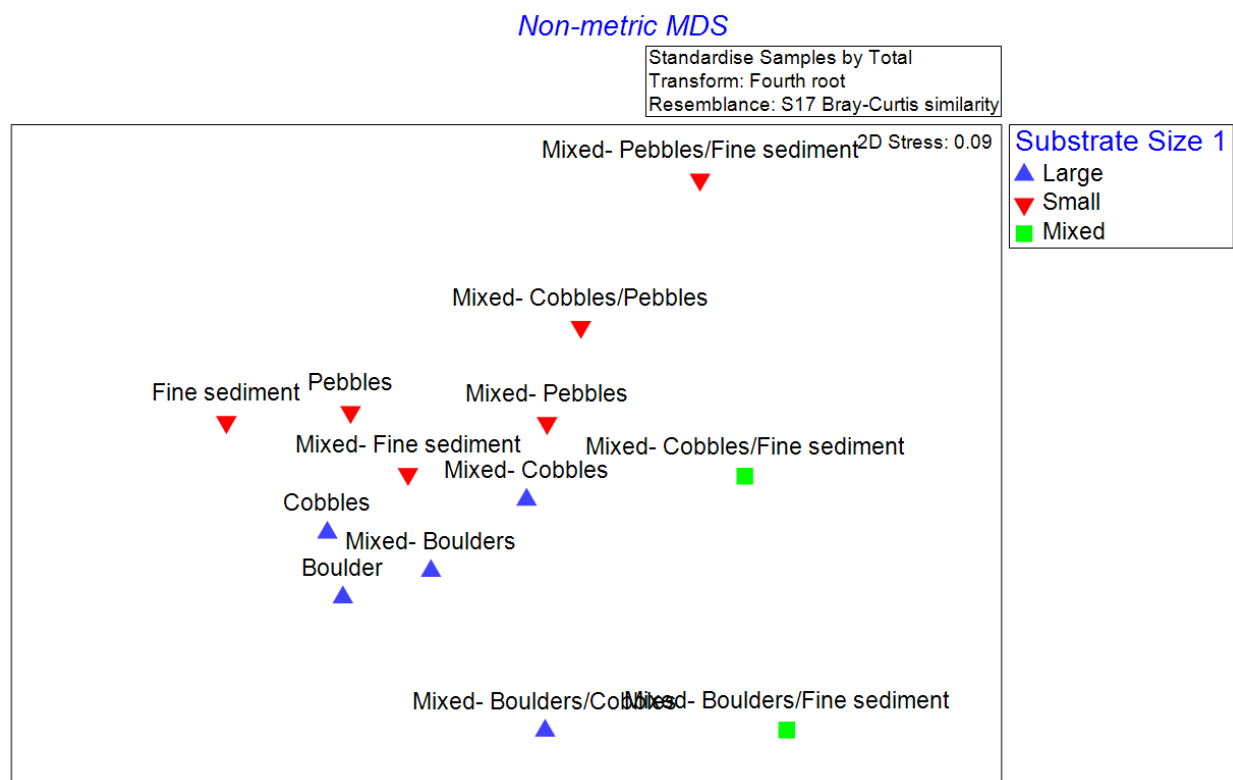 Non-metric MDS
Standardise Samples by Total
Transform: Fourth root
Resemblance: S17 Bray-Curtis similarity
2D Stress: 0.09
Substrate Size 1
Large
Small
Mixed
Mixed- Pebbles/Fine sediment
Mixed- Cobbles/Pebbles
Fine sediment
Pebbles
Mixed- Pebbles
Mixed- Fine sediment
Mixed- Cobbles/Fine sediment
Mixed- Cobbles
Cobbles
Mixed- Boulders
Boulder
Mixed- Boulders/Cobbles
Mixed- Boulders/Fine sediment